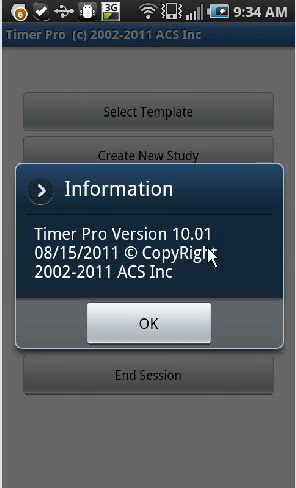 6
3G
9:34 AM
Timer Pro (c) 2002-2011 ACS Inc
Select Template
Create New Study
Information
Timer Pro Version 10.01
08/15/2011 © CopyRight
2002-2011 ACS Inc
OK
End Session